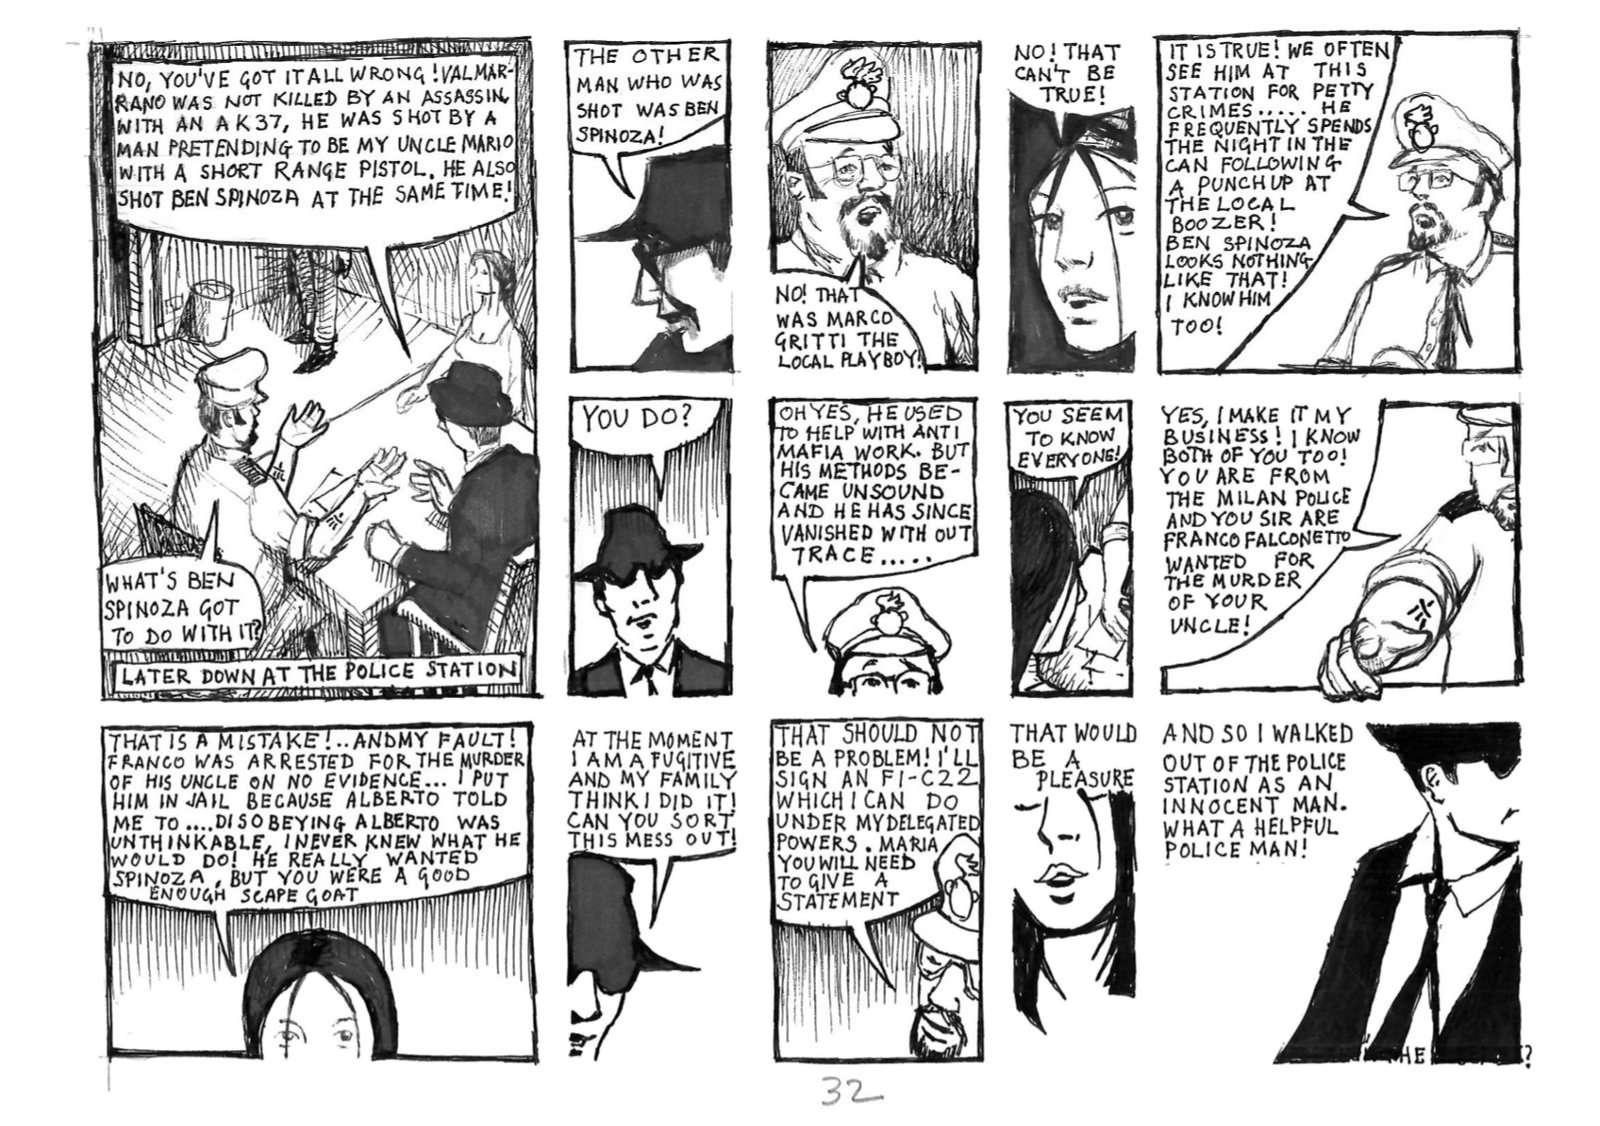 NO, YOU'VE GOT IT ALL WRONG! VALMAR-
RANO WAS NOT KILLED BY AN ASSASSIN,
WITH AN AK37, HE WAS SHOT BY A
MAN PRETENDING TO BE MY UNCLE MARIO
WITH A SHORT RANGE PISTOL. HE ALSO
SHOT BEN SPINOZA AT THE SAME TIME!
WHAT'S BEN
SPINOZA GOT
TO DO WITH IT?
LATER DOWN AT THE POLICE STATION
THE OTHER
MAN WHO WAS
SHOT WAS BEN
SPINOZA!
NO! THAT
WAS MARCO
GRITTI THE
LOCAL PLAYBOY!
NO! THAT
CAN'T BE
TRUE!
IT IS TRUE! WE OFTEN
SEE HIM AT THIS
STATION FOR PETTY
CRIMES..... HE
FREQUENTLY SPENDS
THE NIGHT IN THE
CAN FOLLOWING
A PUNCH UP AT
THE LOCAL
BOOZER!
BEN SPINOZA
LOOKS NOTHING
LIKE THAT!
I KNOW HIM
TOO!
YOU DO?
OH YES, HE USED
TO HELP WITH ANTI
MAFIA WORK. BUT
HIS METHODS BE-
CAME UNSOUND
AND HE HAS SINCE
VANISHED WITH OUT
TRACE.....
YOU SEEM
TO KNOW
EVERYONE!
YES, I MAKE IT MY
BUSINESS! I KNOW
BOTH OF YOU TOO!
YOU ARE FROM
THE MILAN POLICE
AND YOU SIR ARE
FRANCO FALCONETTO
WANTED FOR
THE MURDER
OF YOUR
UNCLE!
THAT IS A MISTAKE!..AND MY FAULT!
FRANCO WAS ARRESTED FOR THE MURDER
OF HIS UNCLE ON NO EVIDENCE... I PUT
HIM IN JAIL BECAUSE ALBERTO TOLD
ME TO....DISOBEYING ALBERTO WAS
UNTHINKABLE, I NEVER KNEW WHAT HE
WOULD DO! HE REALLY WANTED
SPINOZA, BUT YOU WERE A GOOD
ENOUGH SCAPE GOAT
AT THE MOMENT
I AM A FUGITIVE
AND MY FAMILY
THINK I DID IT!
CAN YOU SORT
THIS MESS OUT!
THAT SHOULD NOT
BE A PROBLEM! I'LL
SIGN AN F1-C22
WHICH I CAN DO
UNDER MY DELEGATED
POWERS. MARIA
YOU WILL NEED
TO GIVE A
STATEMENT
THAT WOULD
BE A
PLEASURE
AND SO I WALKED
OUT OF THE POLICE
STATION AS AN
INNOCENT MAN.
WHAT A HELPFUL
POLICE MAN!
THE
32